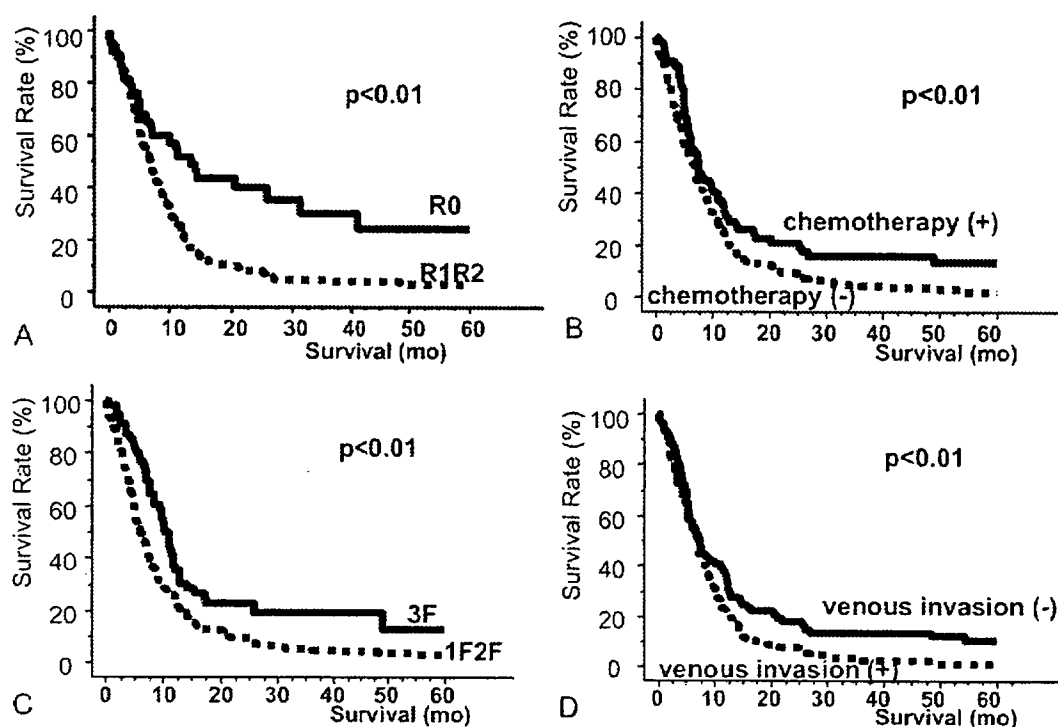 Survival Rate (%)
100
80
60
40
20
0
p<0.01
R0
R1R2
0 10 20 30 40 50 60
Survival (mo)
A
Survival Rate (%)
100
80
60
40
20
0
p<0.01
chemotherapy (+)
chemotherapy (-)
0 10 20 30 40 50 60
Survival (mo)
B
Survival Rate (%)
100
80
60
40
20
0
p<0.01
3F
1F2F
0 10 20 30 40 50 60
Survival (mo)
C
Survival Rate (%)
100
80
60
40
20
0
p<0.01
venous invasion (-)
venous invasion (+)
0 10 20 30 40 50 60
Survival (mo)
D